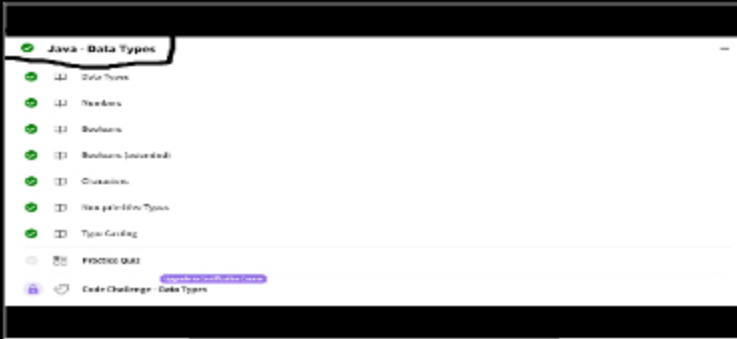 Java - Data Types
Data Types
Numbers
Booleans
Booleans (extended)
Characters
Non-primitive Types
Type Casting
Practice Quiz
Upgrade to Certification Course
Code Challenge - Data Types